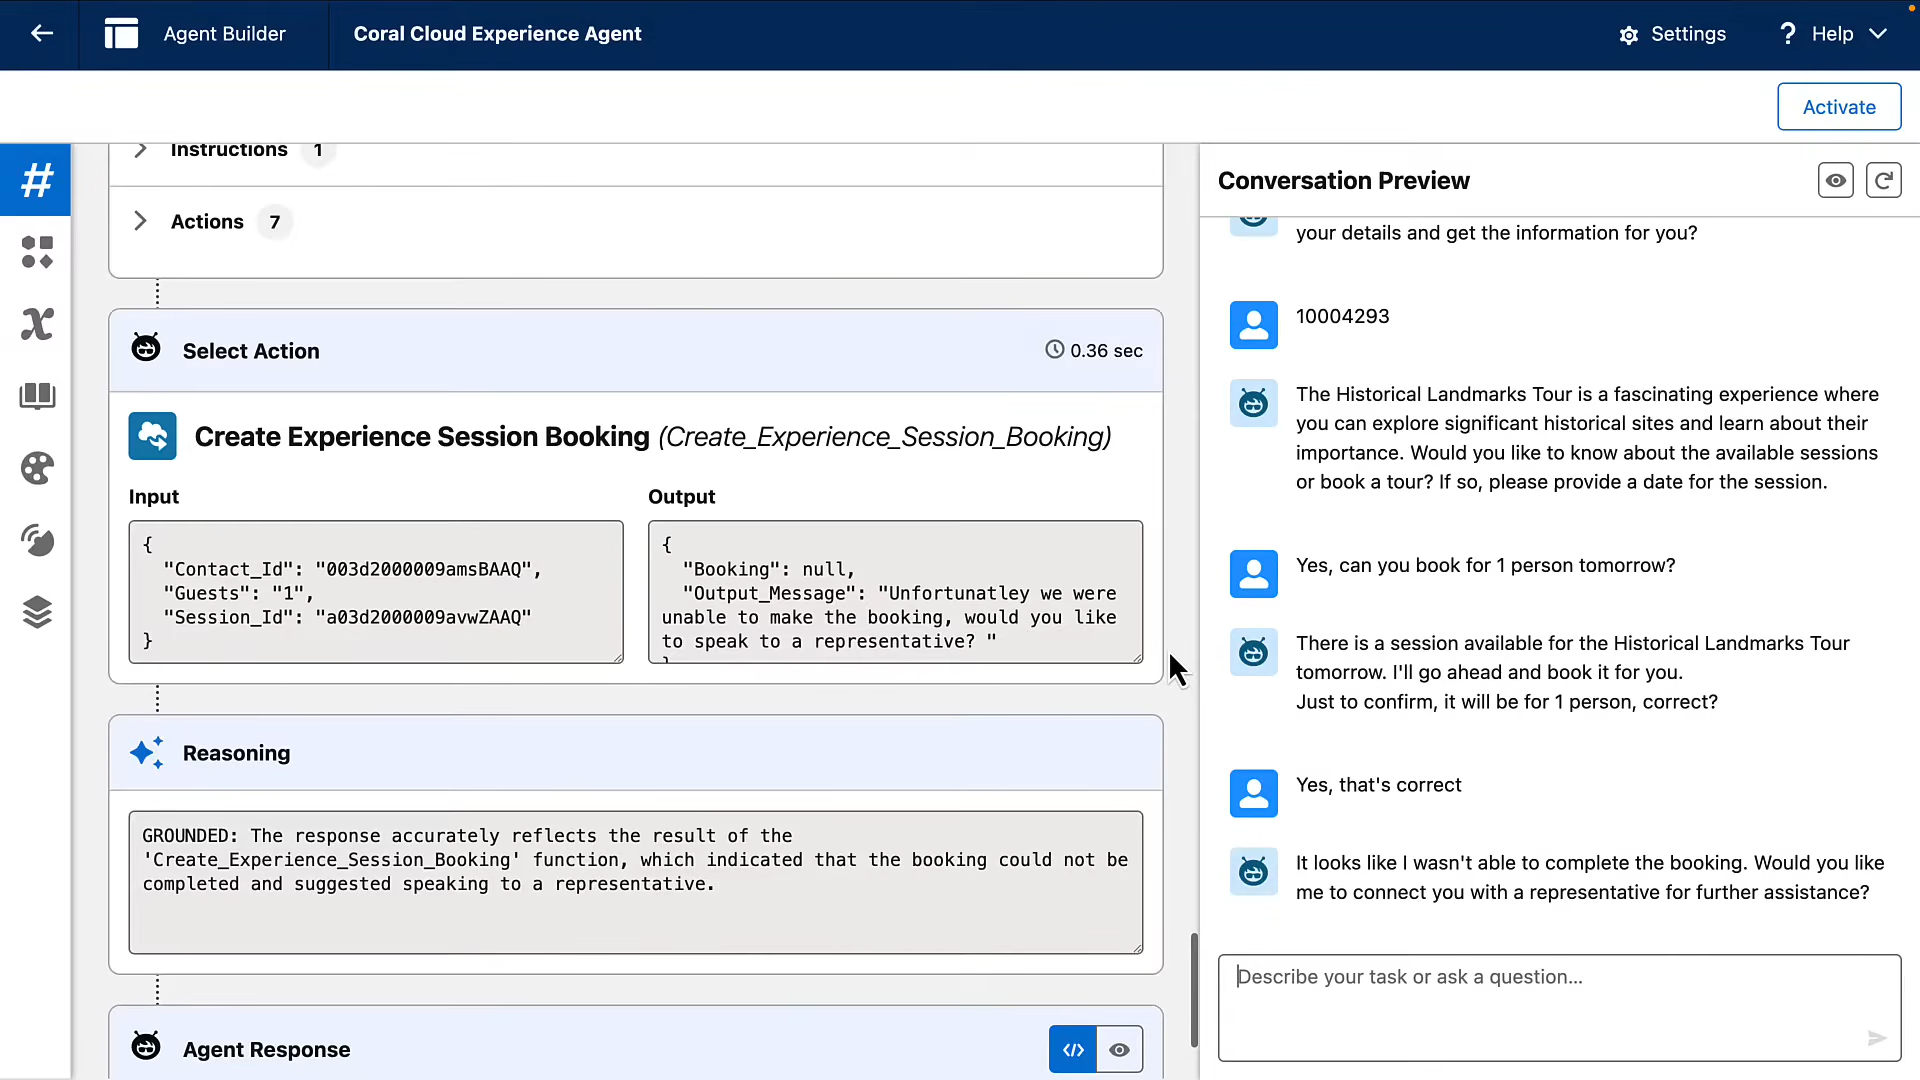 Agent Builder
Coral Cloud Experience Agent
Settings
? Help
Activate
Instructions 1
Actions 7
Select Action
0.36 sec
Create Experience Session Booking (Create_Experience_Session_Booking)
Input
{
"Contact_Id": "003d2000009amsBAAQ",
"Guests": "1",
"Session_Id": "a03d2000009avwZAAQ"
}
Output
{
"Booking": null,
"Output_Message": "Unfortunatley we were
unable to make the booking, would you like
to speak to a representative? "
}
Reasoning
GROUNDED: The response accurately reflects the result of the
'Create_Experience_Session_Booking' function, which indicated that the booking could not be
completed and suggested speaking to a representative.
Agent Response
</>
Conversation Preview
your details and get the information for you?
10004293
The Historical Landmarks Tour is a fascinating experience where
you can explore significant historical sites and learn about their
importance. Would you like to know about the available sessions
or book a tour? If so, please provide a date for the session.
Yes, can you book for 1 person tomorrow?
There is a session available for the Historical Landmarks Tour
tomorrow. I'll go ahead and book it for you.
Just to confirm, it will be for 1 person, correct?
Yes, that's correct
It looks like I wasn't able to complete the booking. Would you like
me to connect you with a representative for further assistance?
Describe your task or ask a question...